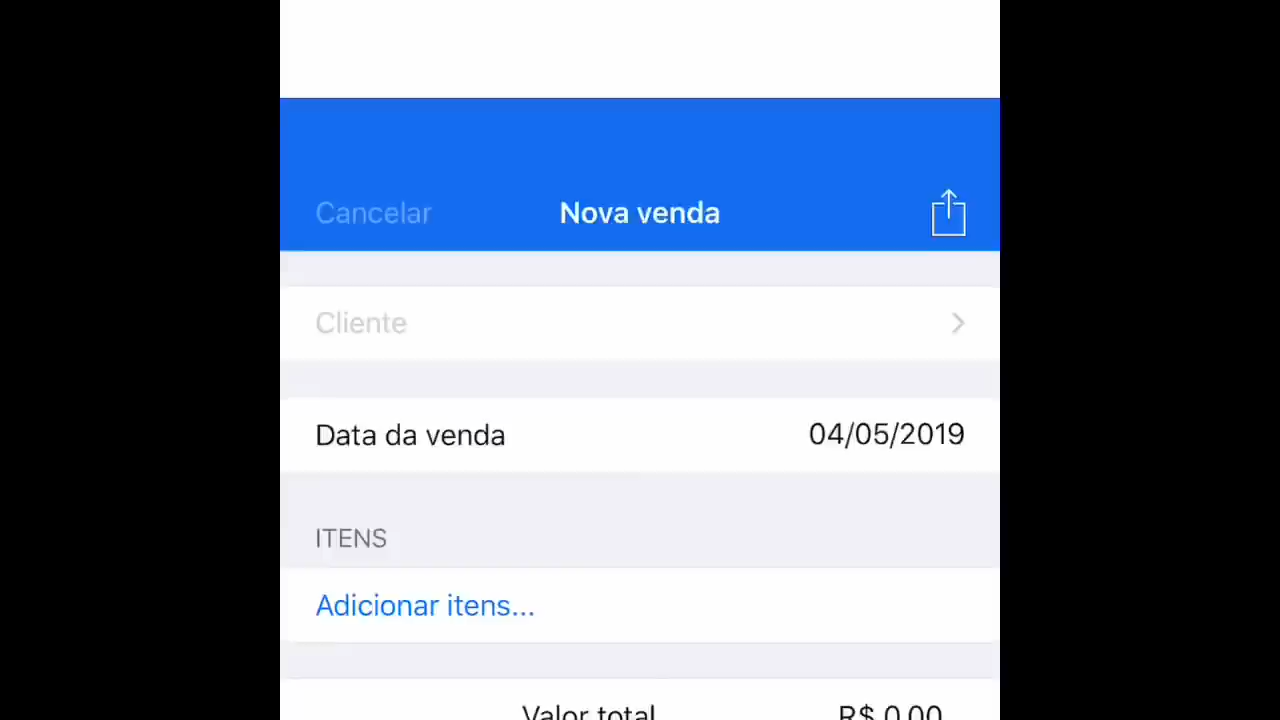 Cancelar Nova venda
Cliente
Data da venda 04/05/2019
ITENS
Adicionar itens...
Valor total R$ 0,00